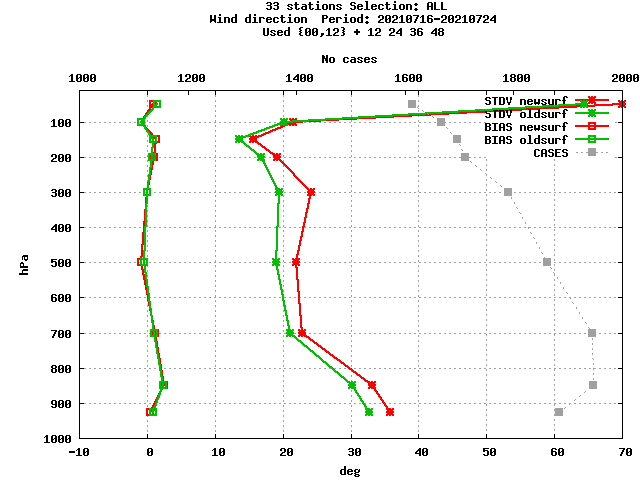 33 stations Selection: ALL
Wind direction  Period: 20210716-20210724
Used {00,12} + 12 24 36 48
No cases
1000 1200 1400 1600 1800 2000
STDV newsurf
STDV oldsurf
BIAS newsurf
BIAS oldsurf
CASES
100
200
300
400
500
600
700
800
900
1000
hPa
-10 0 10 20 30 40 50 60 70
deg